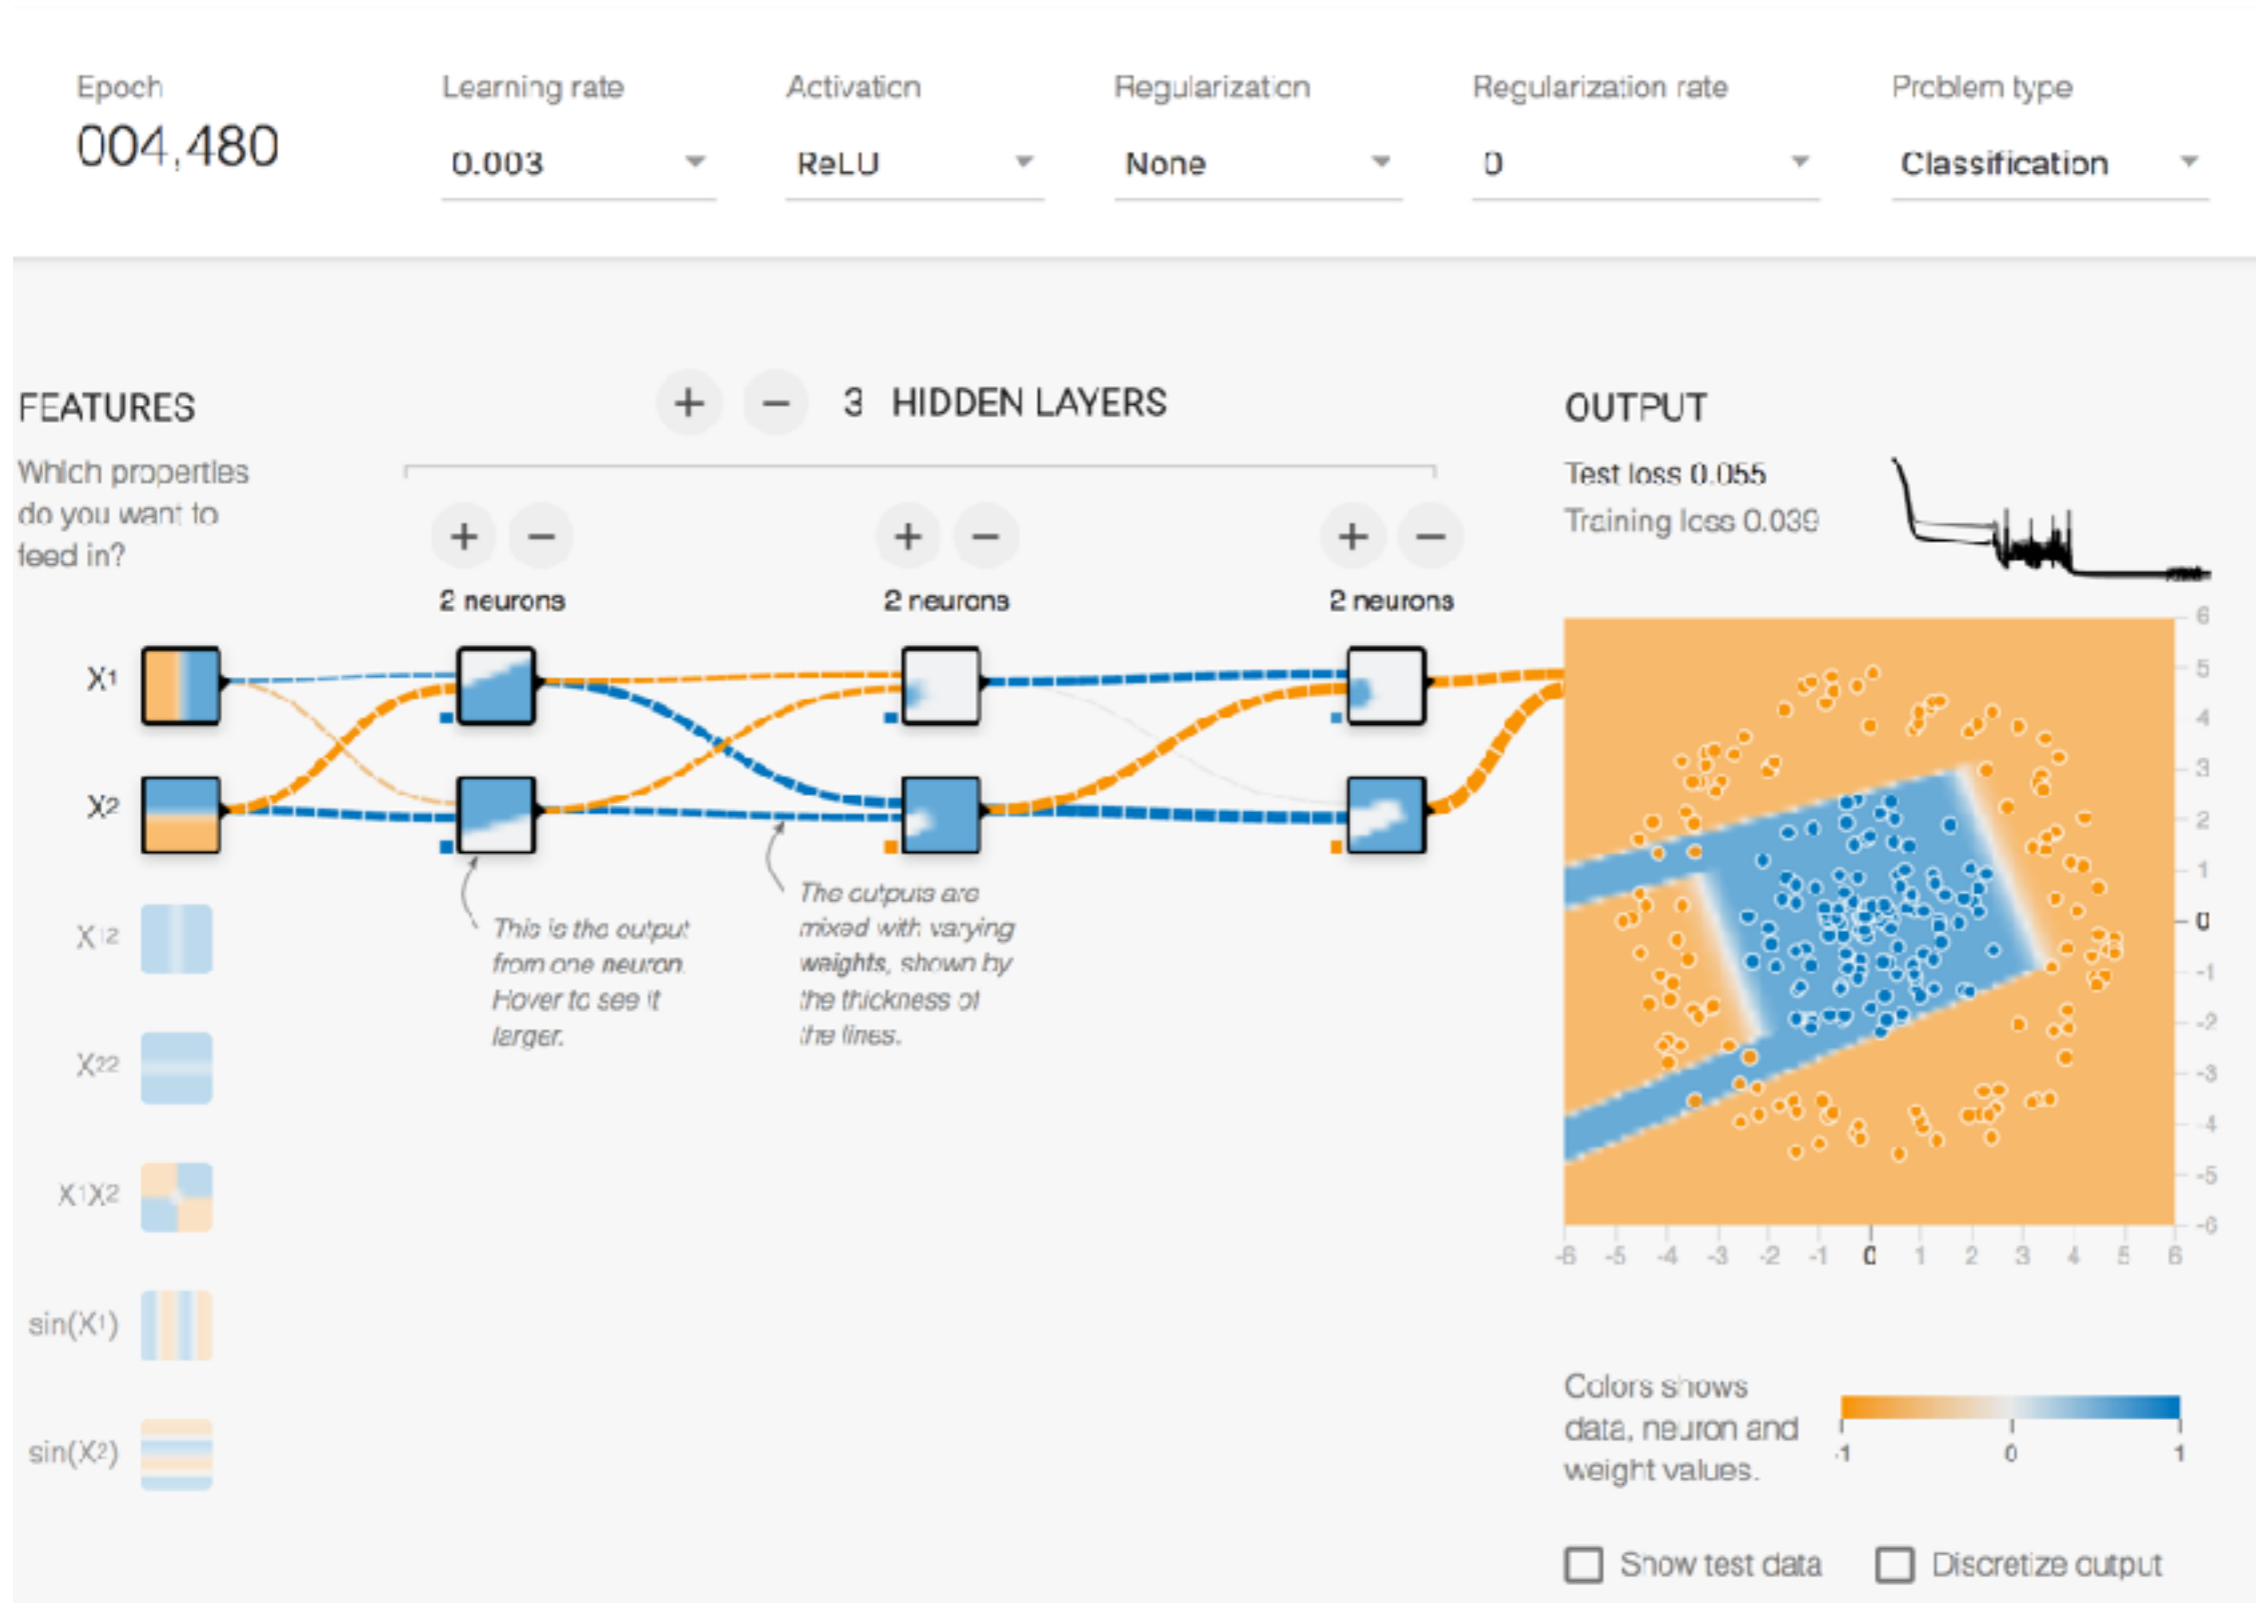 Epoch
004,480
Learning rate
0.003
Activation
ReLU
Regularization
None
Regularization rate
0
Problem type
Classification
FEATURES
Which properties
do you want to
feed in?
+ − 3 HIDDEN LAYERS
+ −
2 neurons
+ −
2 neurons
+ −
2 neurons
X1
X2
X12
X22
X1X2
sin(X1)
sin(X2)
This is the output
from one neuron.
Hover to see it
larger.
The outputs are
mixed with varying
weights, shown by
the thickness of
the lines.
OUTPUT
Test loss 0.055
Training loss 0.039
6
5
4
3
2
1
0
-1
-2
-3
-4
-5
-6
-6 -5 -4 -3 -2 -1 0 1 2 3 4 5 6
Colors shows
data, neuron and
weight values.
-1 0 1
Show test data
Discretize output